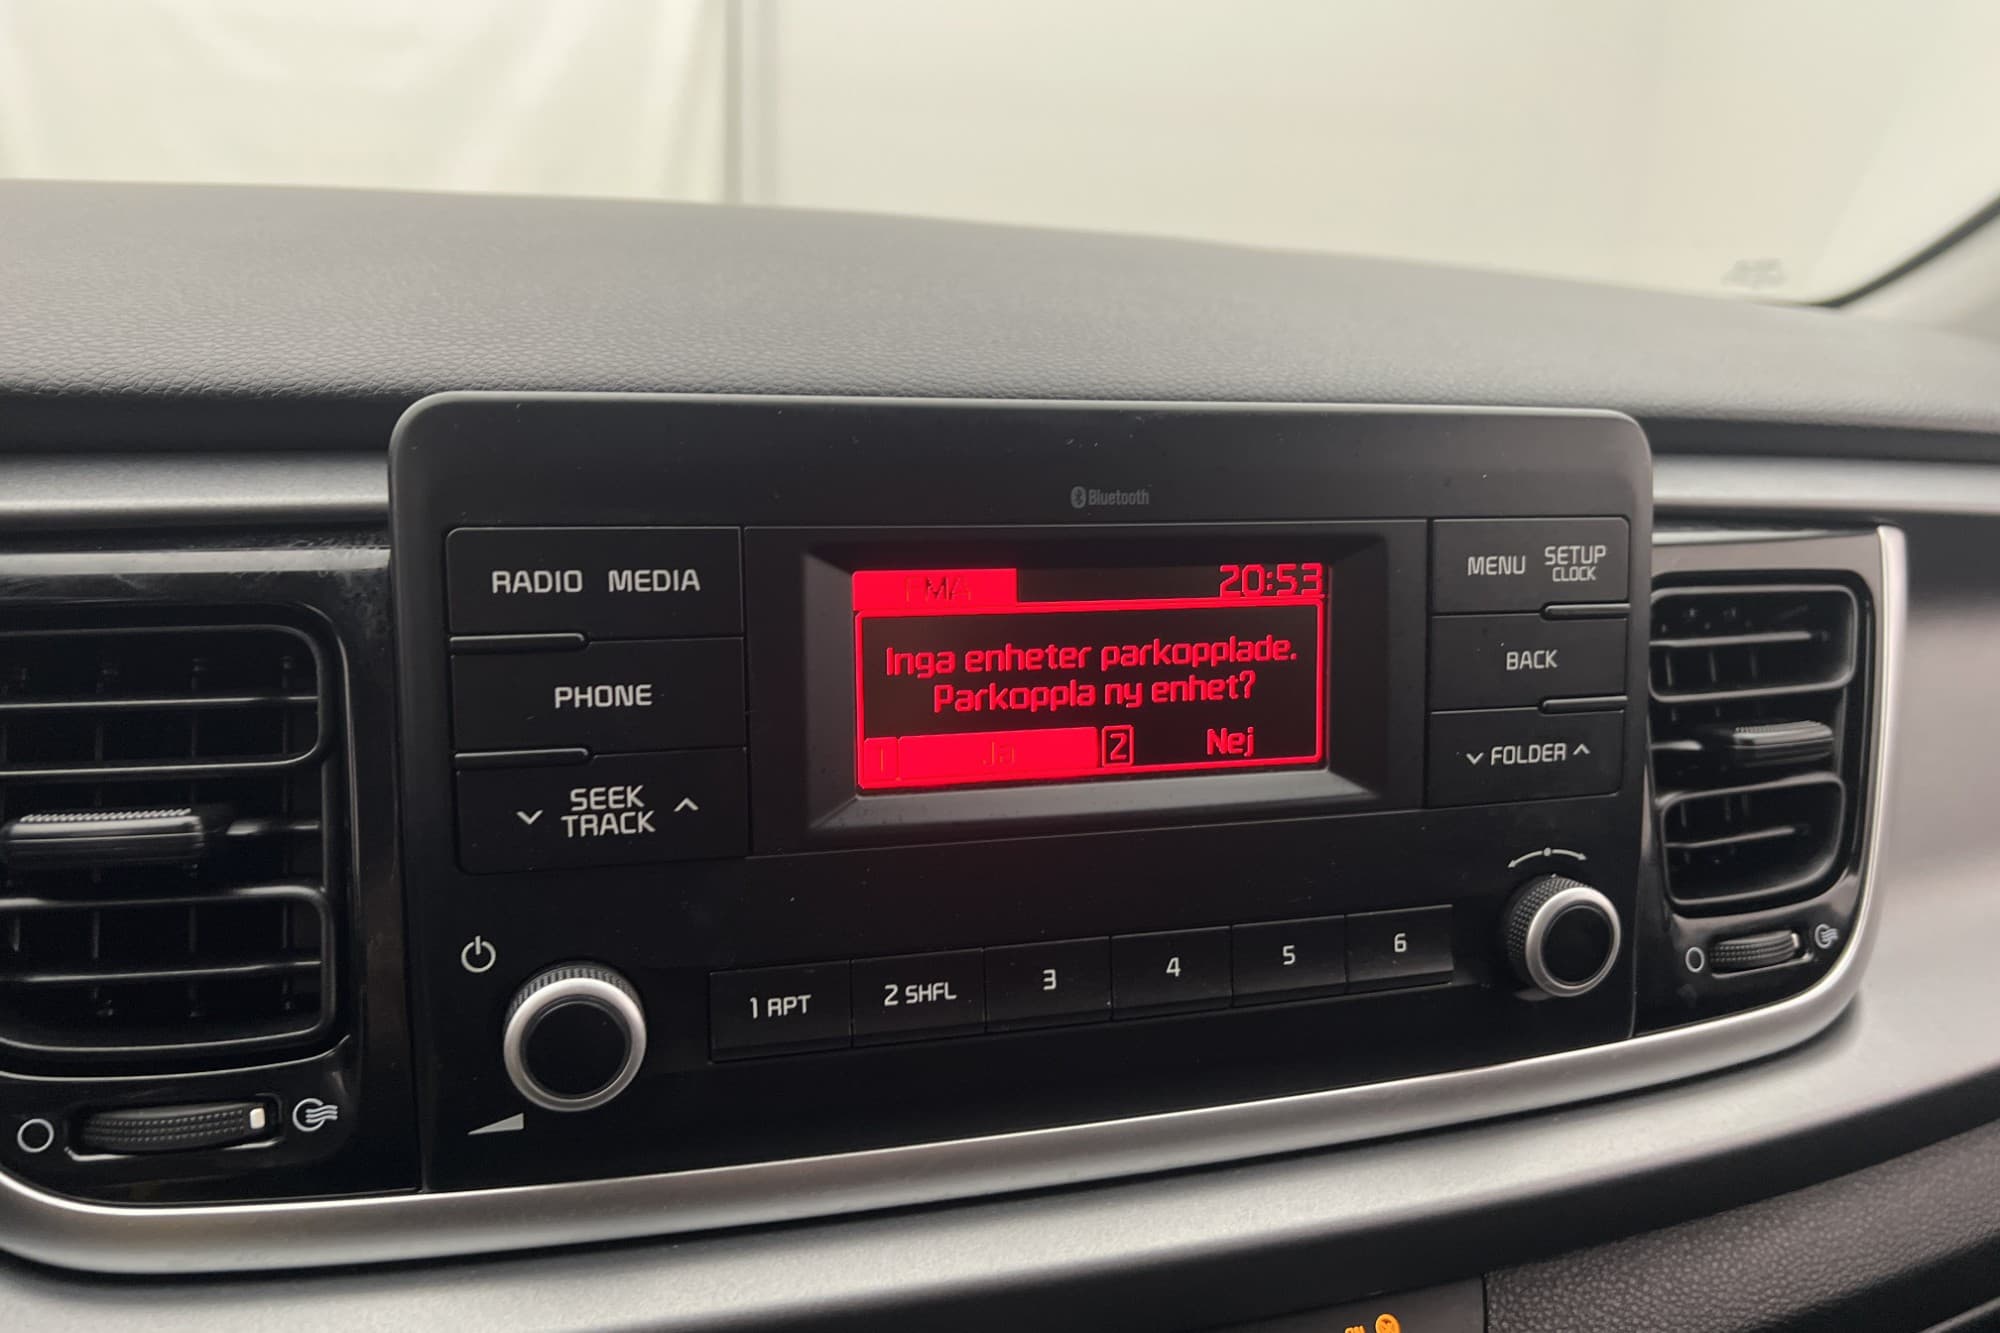 Bluetooth
RADIO MEDIA
PHONE
SEEK
TRACK
FMA 20:53
Inga enheter parkopplade.
Parkoppla ny enhet?
1 Ja 2 Nej
MENU SETUP
CLOCK
BACK
FOLDER
1 RPT 2 SHFL 3 4 5 6